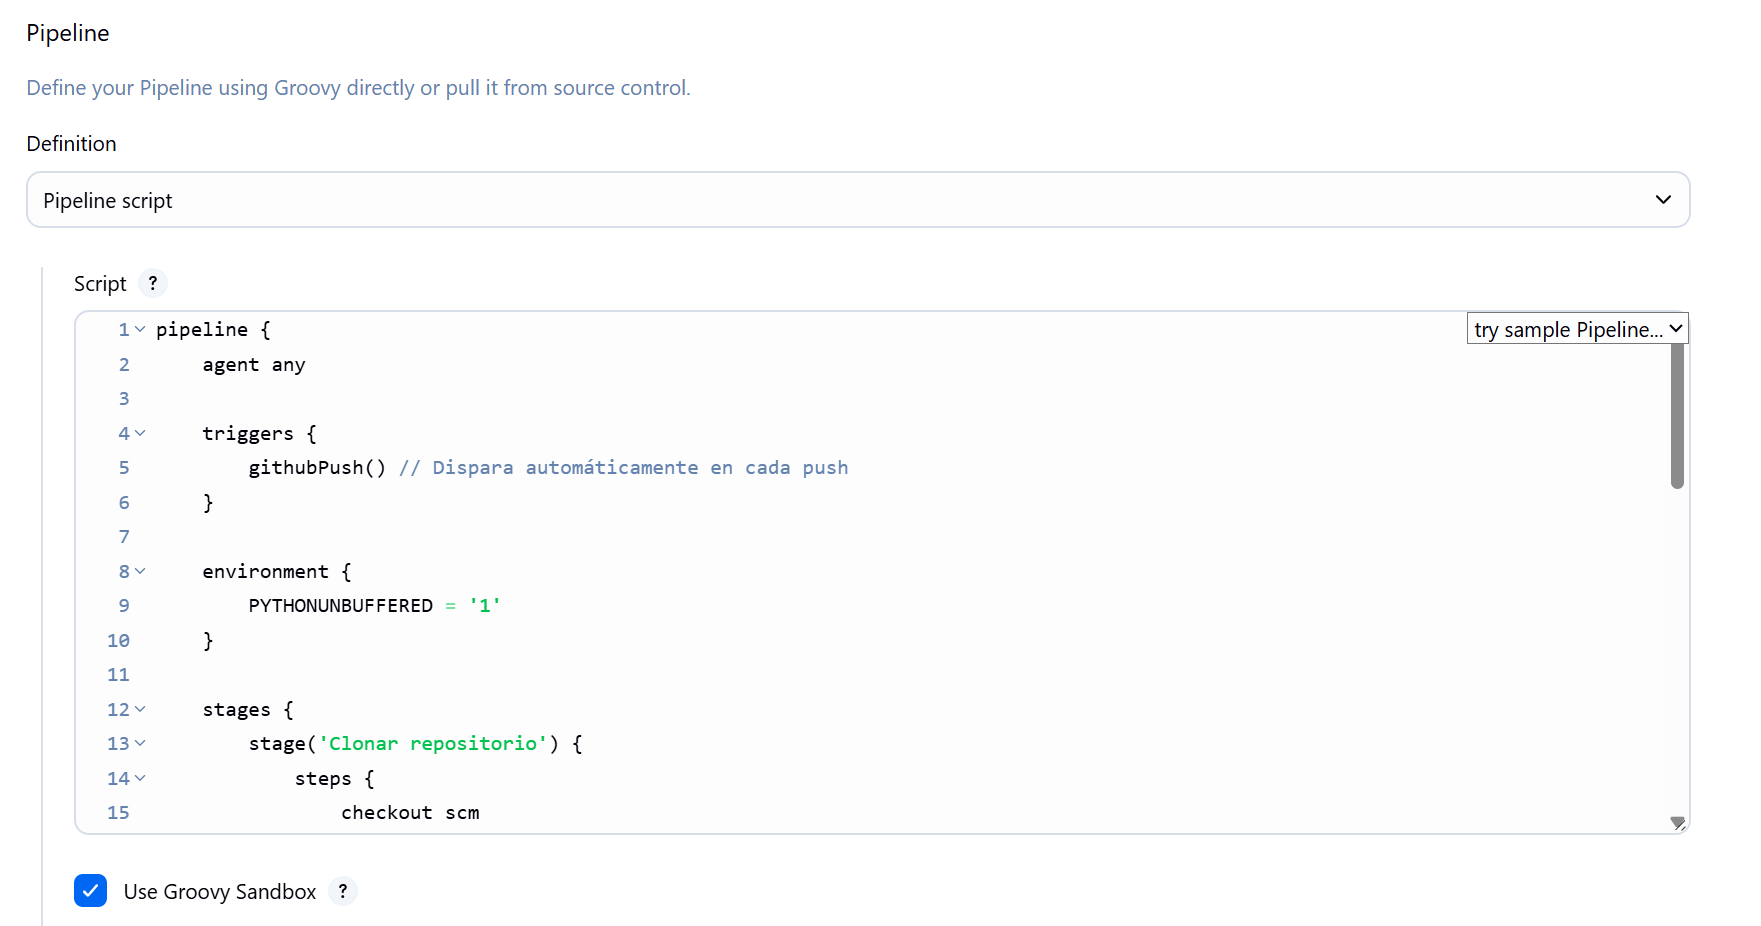 Pipeline
Define your Pipeline using Groovy directly or pull it from source control.
Definition
Pipeline script
Script ?
try sample Pipeline...
1 pipeline {
2     agent any
3
4     triggers {
5         githubPush() // Dispara automáticamente en cada push
6     }
7
8     environment {
9         PYTHONUNBUFFERED = '1'
10     }
11
12     stages {
13         stage('Clonar repositorio') {
14             steps {
15                 checkout scm
Use Groovy Sandbox ?